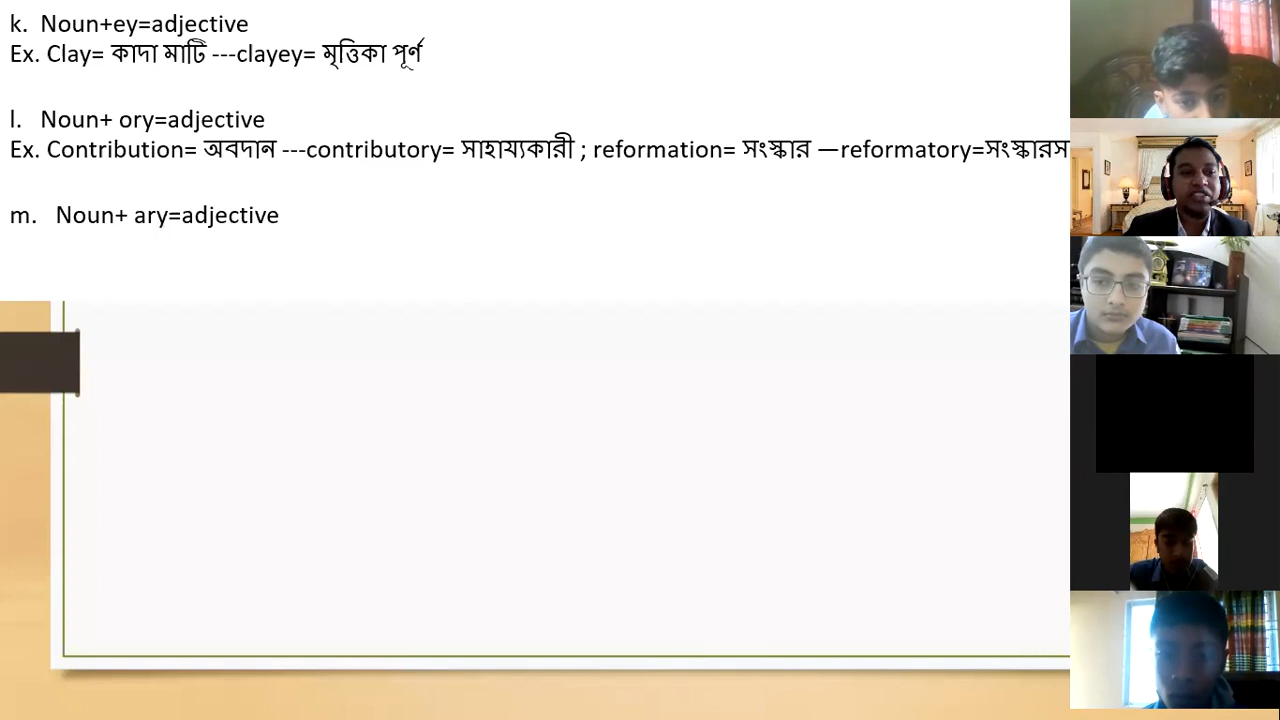 k. Noun+ey=adjective
Ex. Clay= কাদা মাটি ---clayey= মৃত্তিকা পূর্ণ
l. Noun+ ory=adjective
Ex. Contribution= অবদান ---contributory= সাহায্যকারী ; reformation= সংস্কার —reformatory=সংস্কারস
m. Noun+ ary=adjective